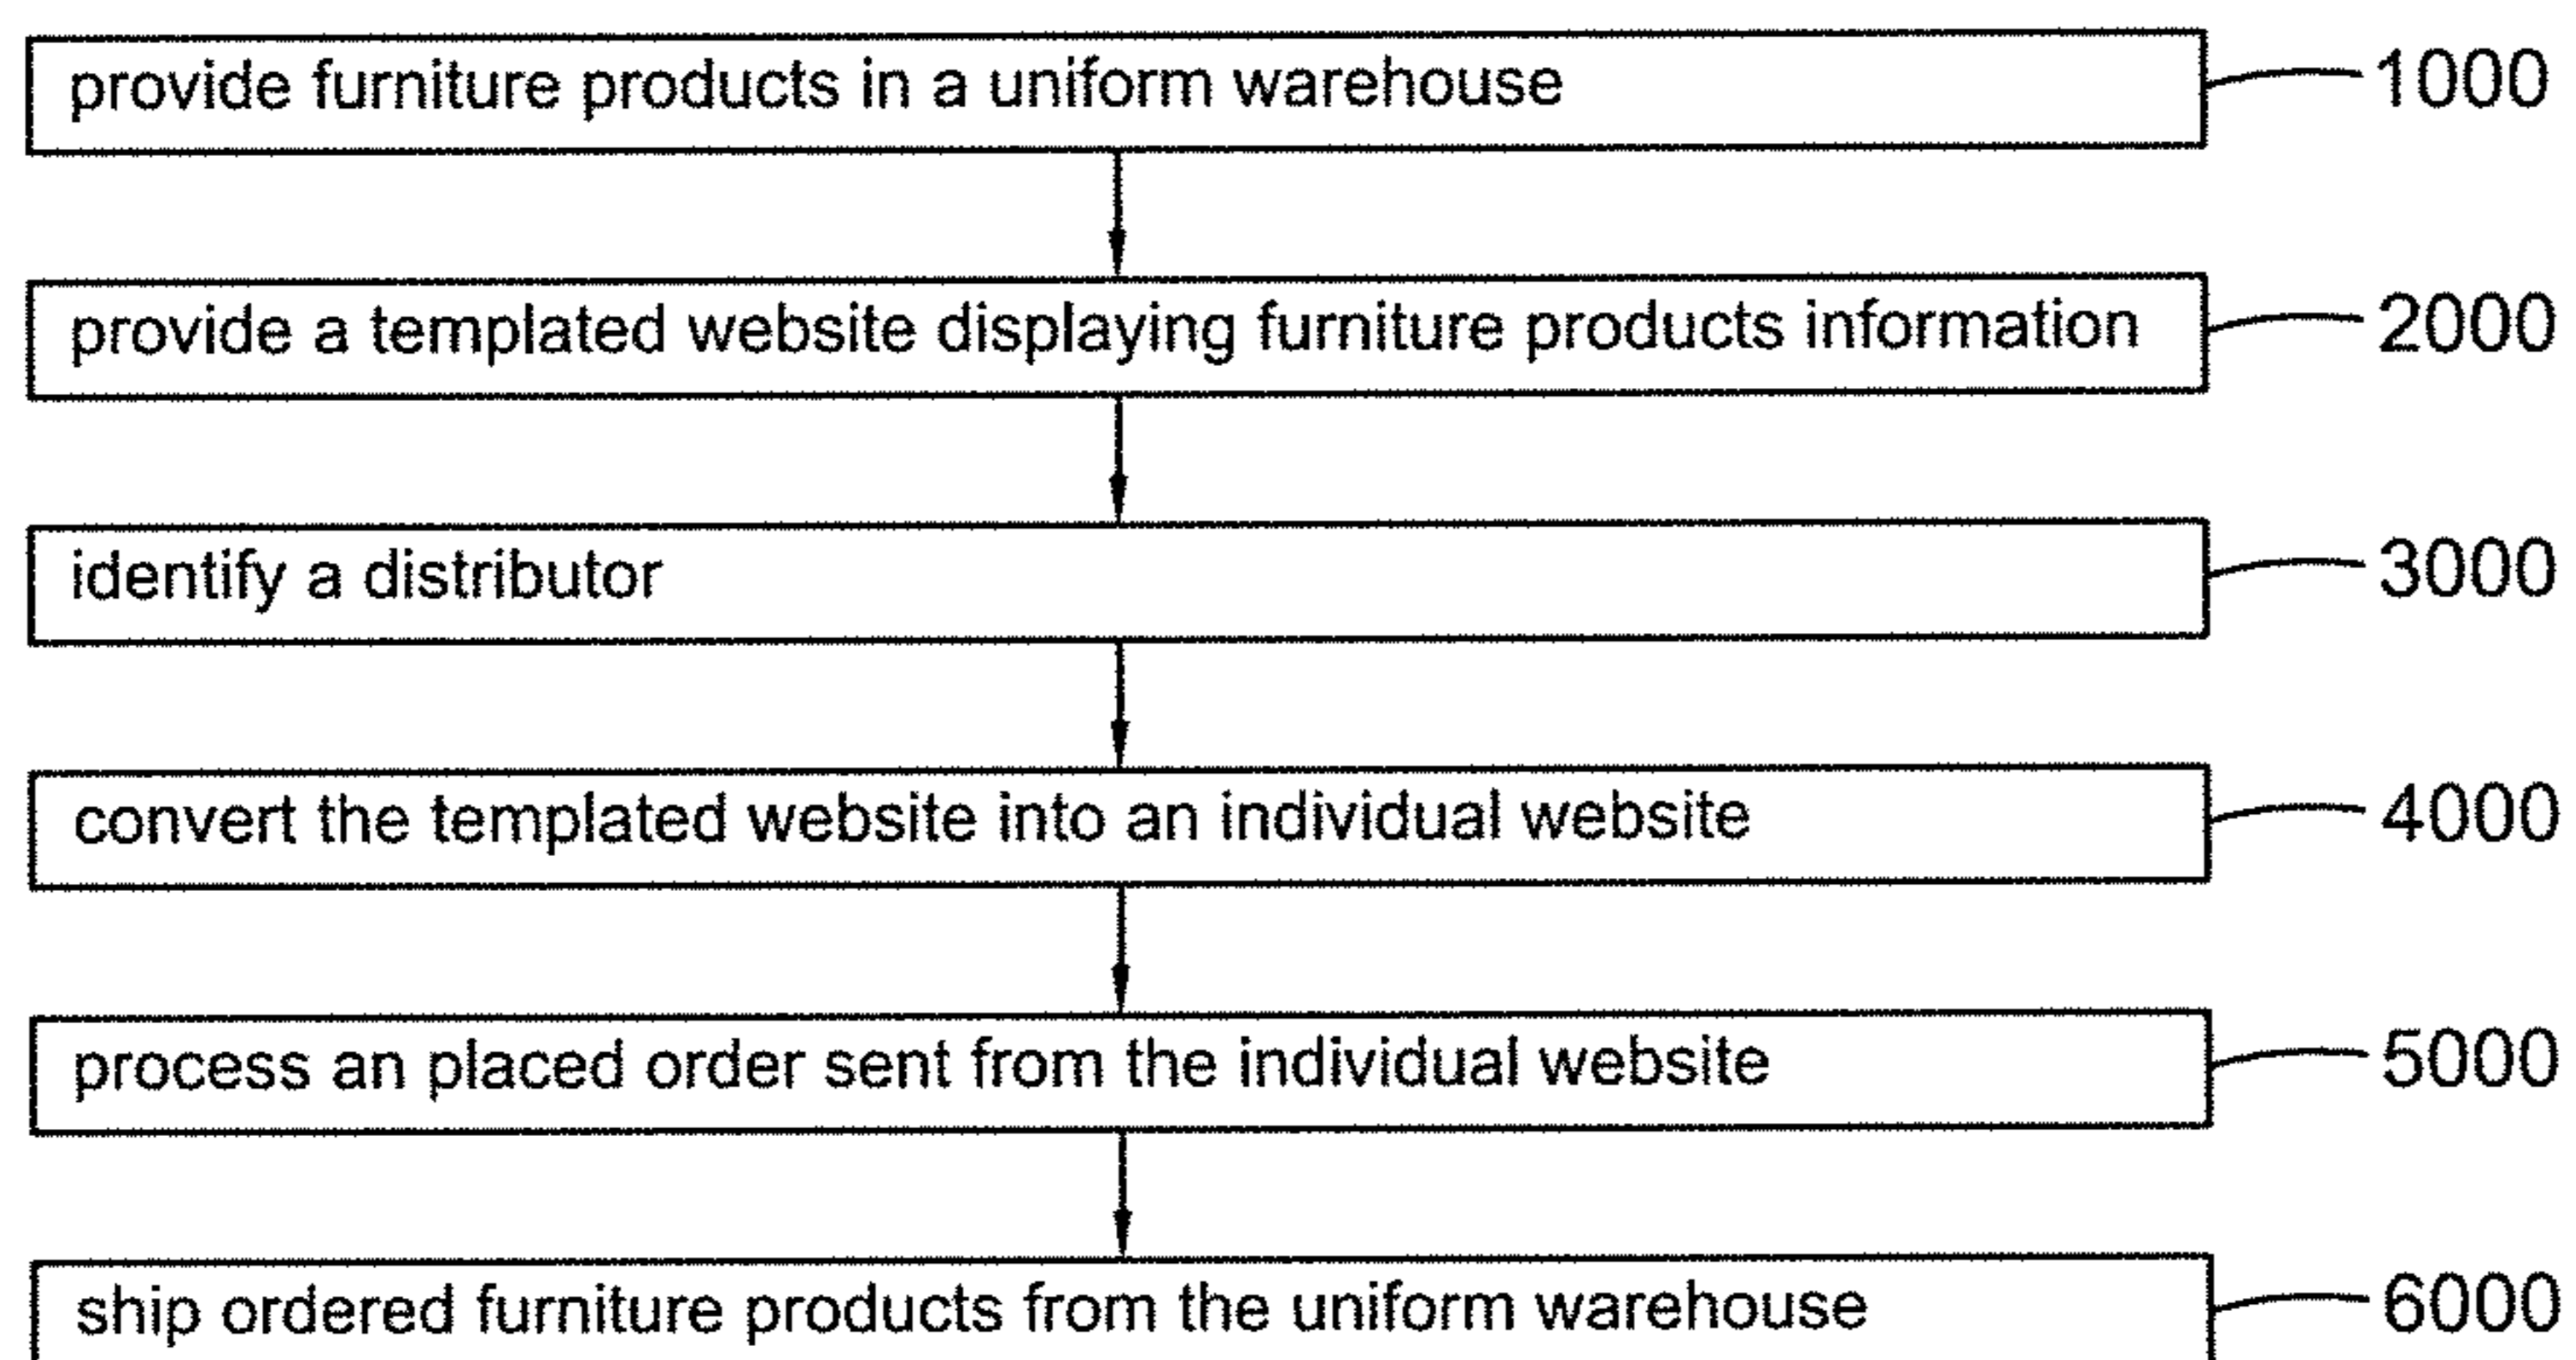 provide furniture products in a uniform warehouse 1000
provide a templated website displaying furniture products information 2000
identify a distributor 3000
convert the templated website into an individual website 4000
process an placed order sent from the individual website 5000
ship ordered furniture products from the uniform warehouse 6000